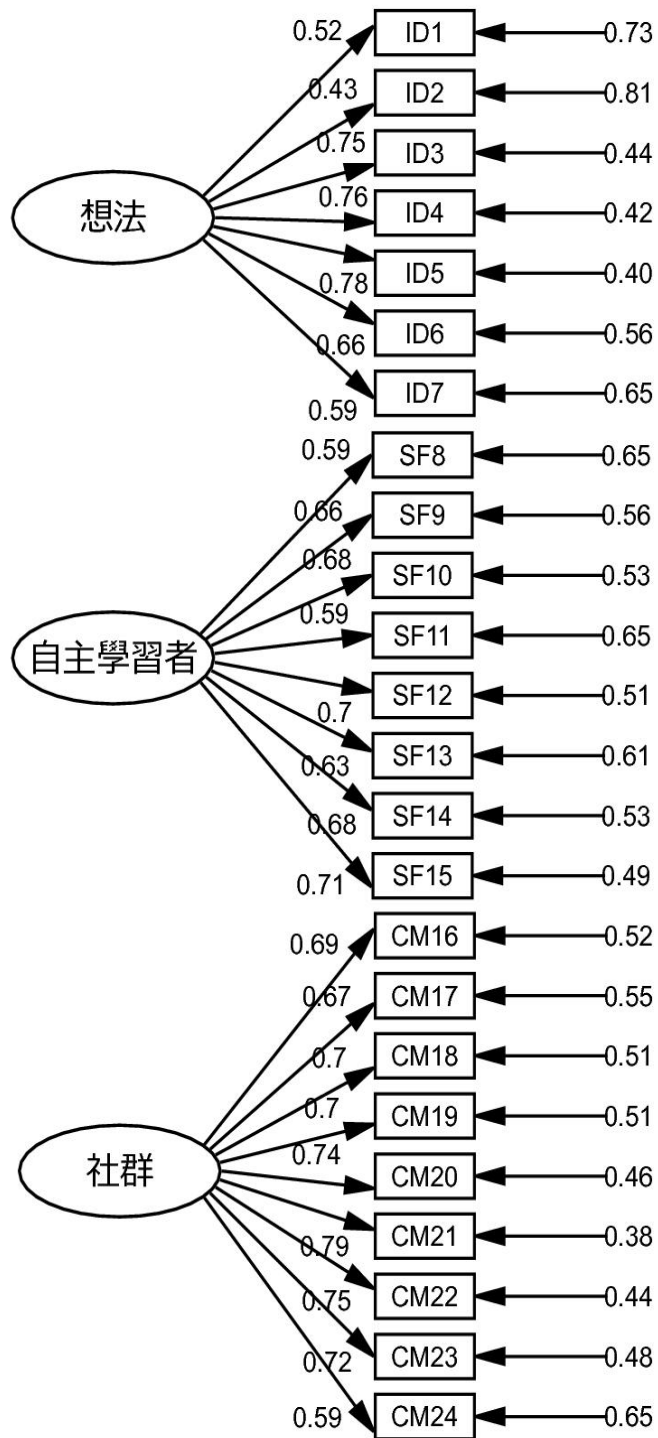 0.52 ID1 0.73
0.43 ID2 0.81
0.75 ID3 0.44
想法 0.76 ID4 0.42
ID5 0.40
0.78 ID6 0.56
0.66 ID7 0.65
0.59
0.59 SF8 0.65
0.66 SF9 0.56
0.68 SF10 0.53
0.59 SF11 0.65
自主學習者
SF12 0.51
0.7 SF13 0.61
0.63 SF14 0.53
0.68
0.71 SF15 0.49
0.69 CM16 0.52
0.67 CM17 0.55
0.7 CM18 0.51
0.7 CM19 0.51
0.74 CM20 0.46
社群
CM21 0.38
0.79 CM22 0.44
0.75 CM23 0.48
0.72
0.59 CM24 0.65